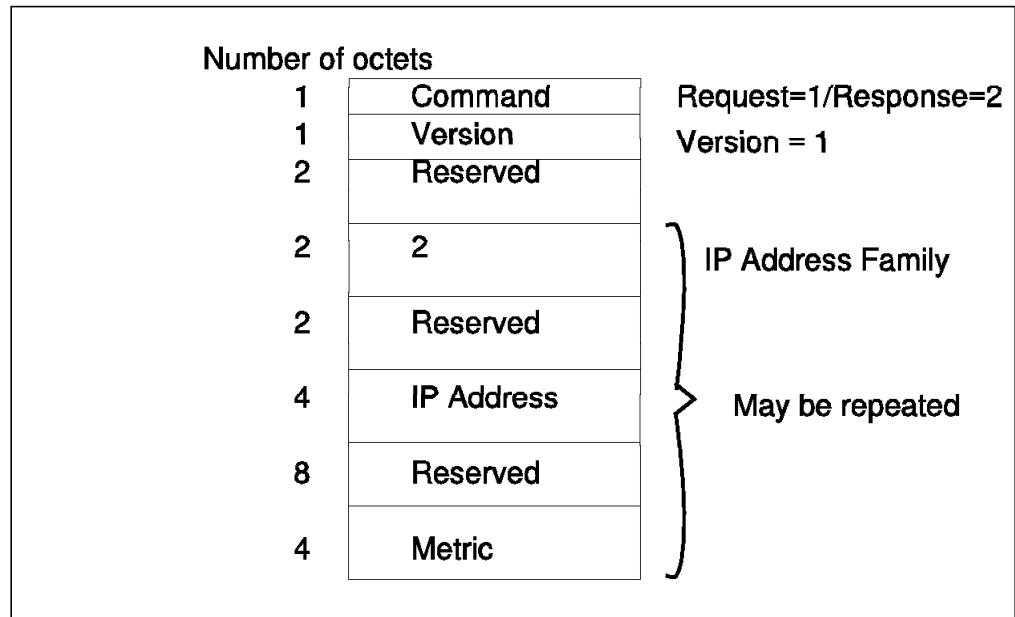 Number of octets
1 Command Request=1/Response=2
1 Version Version = 1
2 Reserved
2 2 IP Address Family
2 Reserved
4 IP Address May be repeated
8 Reserved
4 Metric